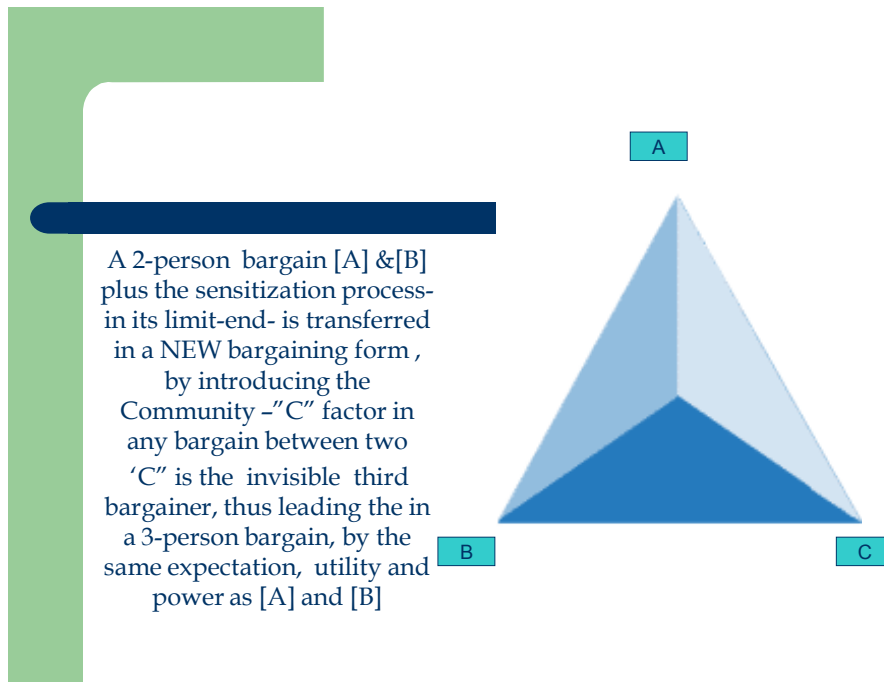 A
A 2-person bargain [A] &[B]
plus the sensitization process-
in its limit-end- is transferred
in a NEW bargaining form ,
by introducing the
Community –”C” factor in
any bargain between two
‘C” is the invisible third
bargainer, thus leading the in
a 3-person bargain, by the
same expectation, utility and
power as [A] and [B]
B
C